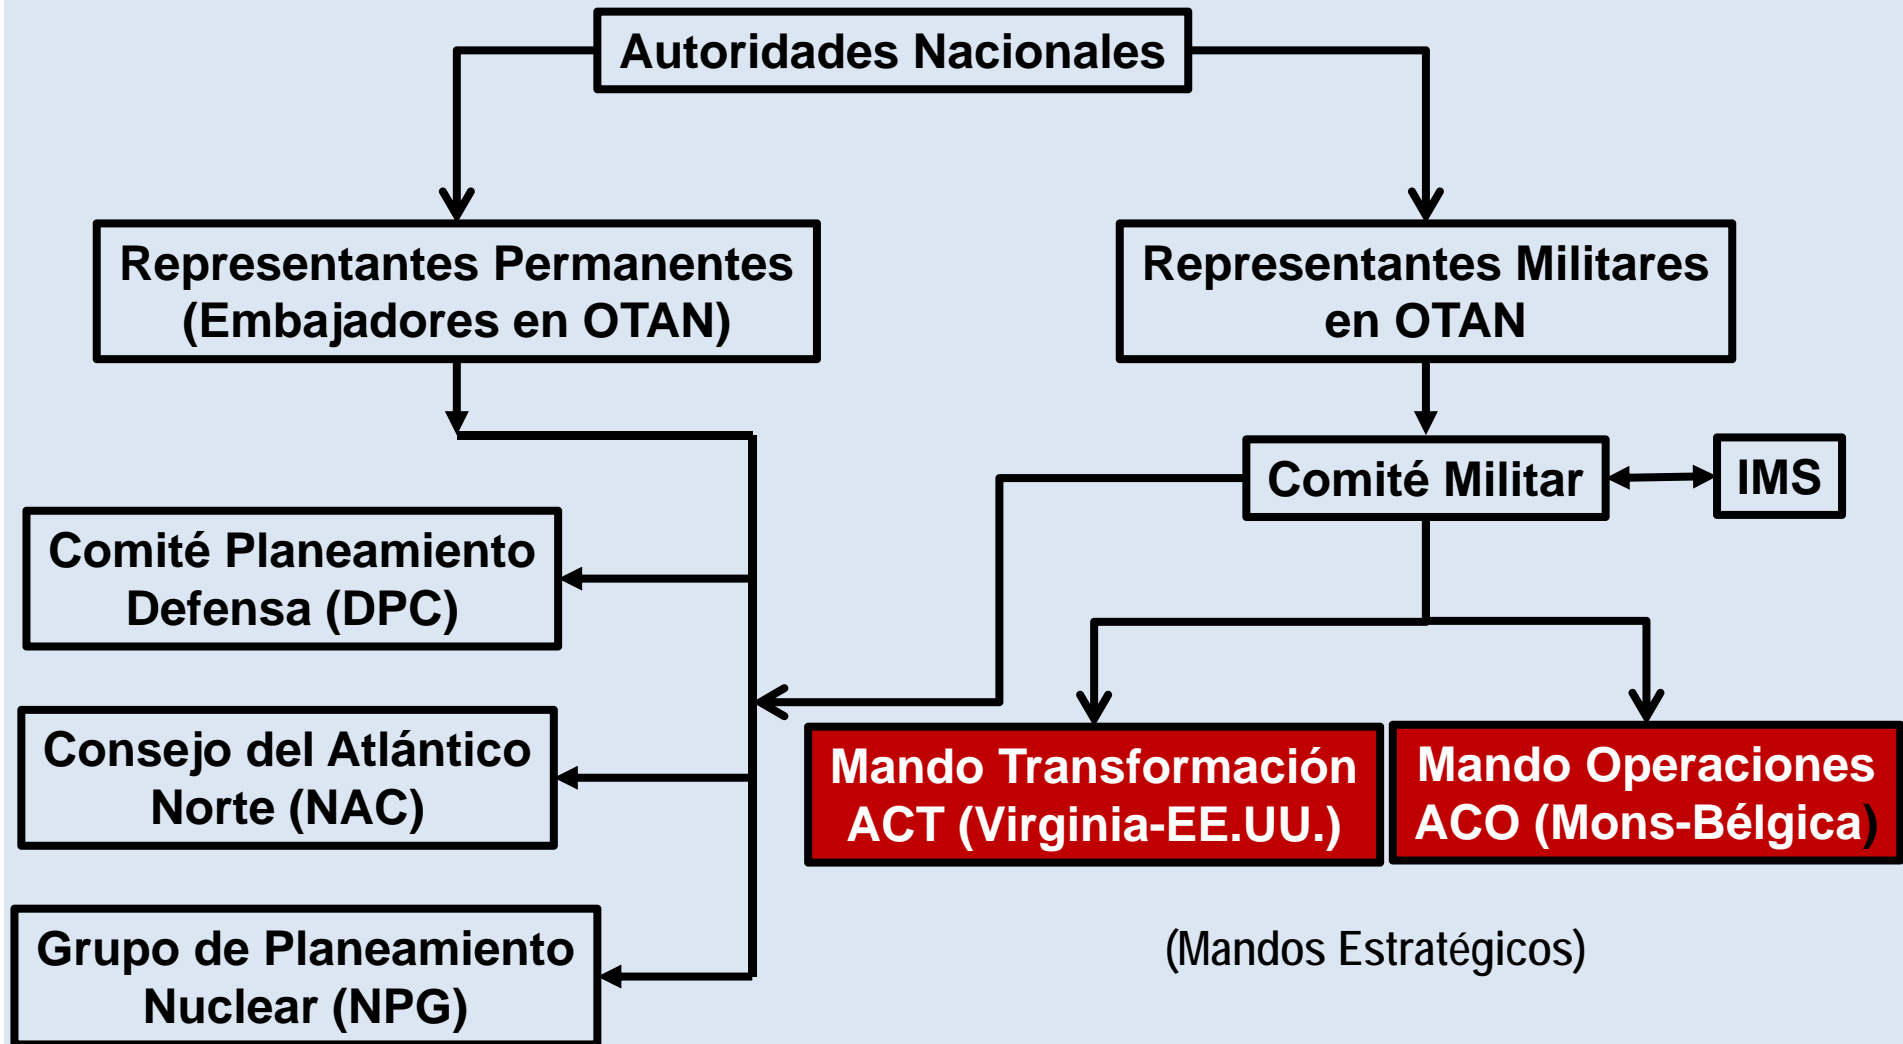 Autoridades Nacionales
Representantes Permanentes
(Embajadores en OTAN)
Representantes Militares
en OTAN
Comité Militar
IMS
Comité Planeamiento
Defensa (DPC)
Consejo del Atlántico
Norte (NAC)
Grupo de Planeamiento
Nuclear (NPG)
Mando Transformación
ACT (Virginia-EE.UU.)
Mando Operaciones
ACO (Mons-Bélgica)
(Mandos Estratégicos)